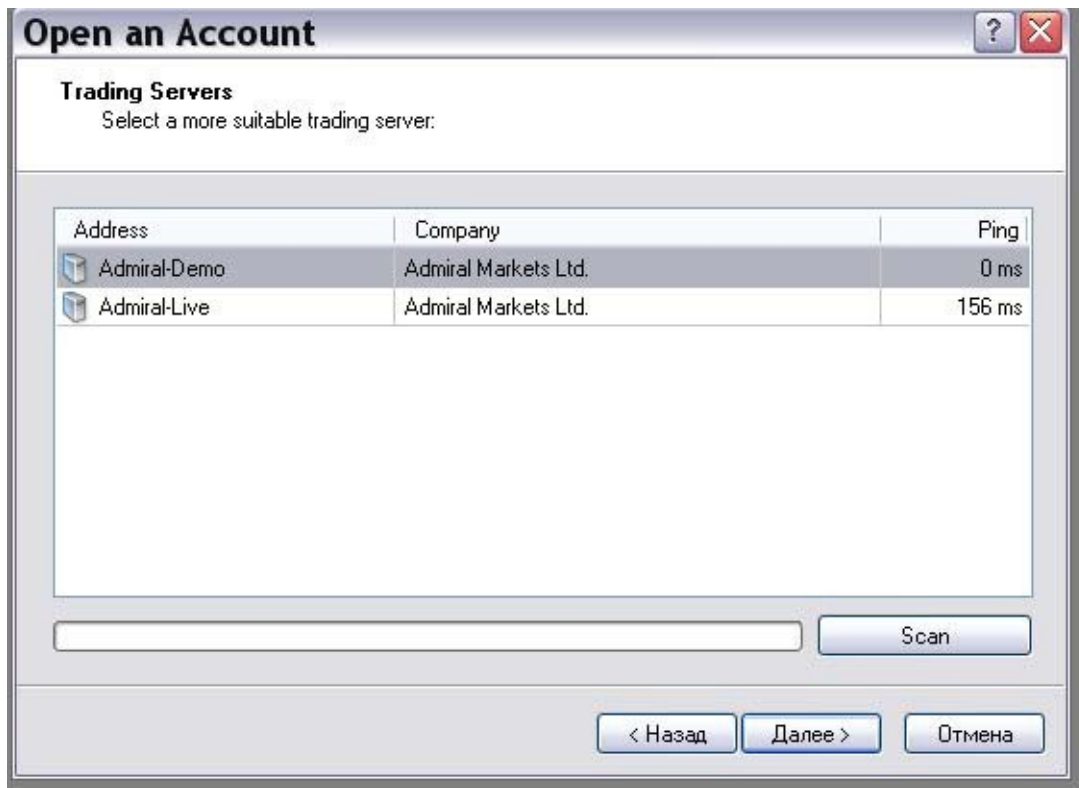 Open an Account
?
Trading Servers
Select a more suitable trading server:
Address Company Ping
Admiral-Demo Admiral Markets Ltd. 0 ms
Admiral-Live Admiral Markets Ltd. 156 ms
Scan
< Назад Далее > Отмена